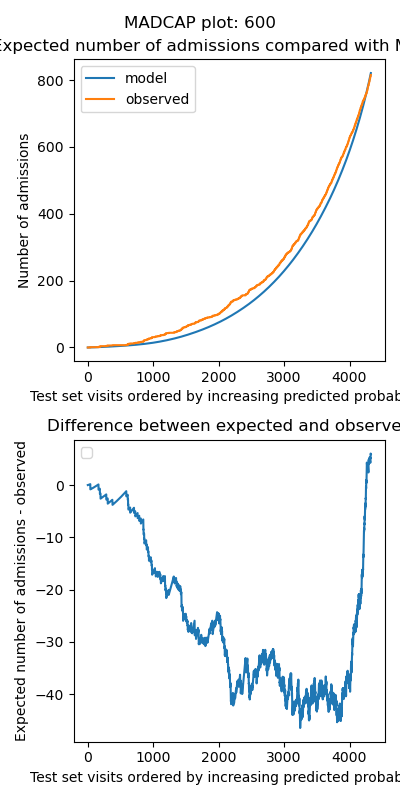 MADCAP plot: 600
Expected number of admissions compared with
model
observed
800
600
400
200
0
Number of admissions
0 1000 2000 3000 4000
Test set visits ordered by increasing predicted
Difference between expected and
0
−10
−20
−30
−40
Expected number of admissions - observed
0 1000 2000 3000 4000
Test set visits ordered by increasing predicted